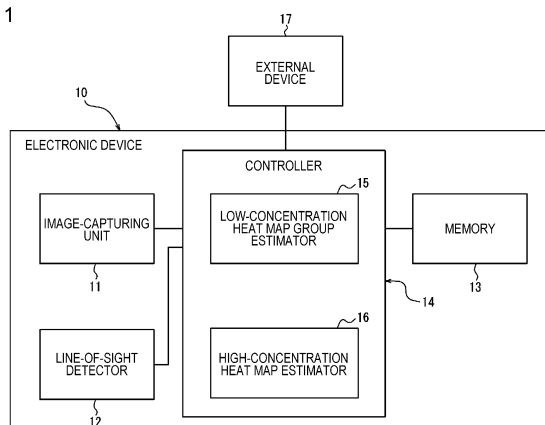 1
17
EXTERNAL
DEVICE
10
ELECTRONIC DEVICE
CONTROLLER
15
IMAGE-CAPTURING
UNIT
11
LOW-CONCENTRATION
HEAT MAP GROUP
ESTIMATOR
MEMORY
13
14
16
LINE-OF-SIGHT
DETECTOR
12
HIGH-CONCENTRATION
HEAT MAP ESTIMATOR